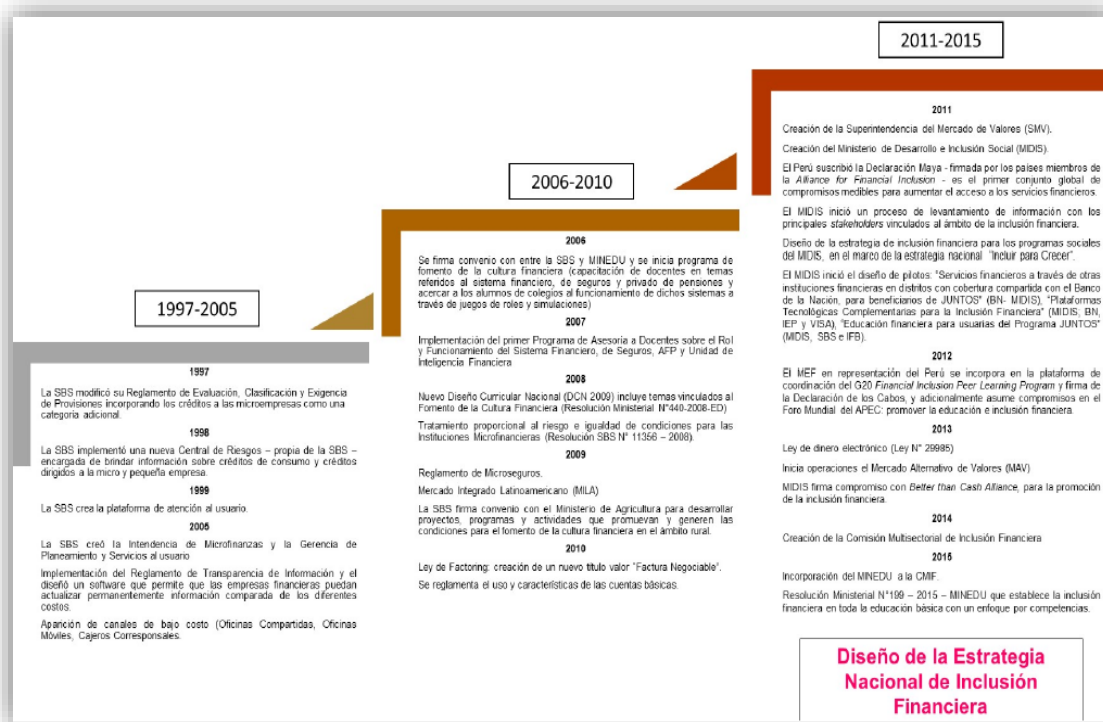 1997-2005
1997
La SBS modificó su Reglamento de Evaluación, Clasificación y Exigencia
de Provisiones incorporando los créditos a las microempresas como una
categoría adicional.
1998
La SBS implementó una nueva Central de Riesgos – propia de la SBS –
encargada de brindar información sobre créditos de consumo y créditos
dirigidos a la micro y pequeña empresa.
1999
La SBS crea la plataforma de atención al usuario.
2005
La SBS creó la Intendencia de Microfinanzas y la Gerencia de
Planeamiento y Servicios al usuario
Implementación del Reglamento de Transparencia de Información y el
diseñó un software que permite que las empresas financieras puedan
actualizar permanentemente información comparada de los diferentes
costos.
Aparición de canales de bajo costo (Oficinas Compartidas, Oficinas
Móviles, Cajeros Corresponsales.
2006-2010
2006
Se firma convenio con entre la SBS y MINEDU y se inicia programa de
fomento de la cultura financiera (capacitación de docentes en temas
referidos al sistema financiero, de seguros y privado de pensiones y
acercar a los alumnos de colegios al funcionamiento de dichos sistemas a
través de juegos de roles y simulaciones)
2007
Implementación del primer Programa de Asesoría a Docentes sobre el Rol
y Funcionamiento del Sistema Financiero, de Seguros, AFP y Unidad de
Inteligencia Financiera
2008
Nuevo Diseño Curricular Nacional (DCN 2009) incluye temas vinculados al
Fomento de la Cultura Financiera (Resolución Ministerial N°440-2008-ED)
Tratamiento proporcional al riesgo e igualdad de condiciones para las
Instituciones Microfinancieras (Resolución SBS N° 11356 – 2008).
2009
Reglamento de Microseguros.
Mercado Integrado Latinoamericano (MILA)
La SBS firma convenio con el Ministerio de Agricultura para desarrollar
proyectos, programas y actividades que promuevan y generen las
condiciones para el fomento de la cultura financiera en el ámbito rural.
2010
Ley de Factoring: creación de un nuevo título valor "Factura Negociable".
Se reglamenta el uso y características de las cuentas básicas.
2011-2015
2011
Creación de la Superintendencia del Mercado de Valores (SMV).
Creación del Ministerio de Desarrollo e Inclusión Social (MIDIS).
El Perú suscribió la Declaración Maya - firmada por los países miembros de
la Alliance for Financial Inclusion - es el primer conjunto global de
compromisos medibles para aumentar el acceso a los servicios financieros.
El MIDIS inició un proceso de levantamiento de información con los
principales stakeholders vinculados al ámbito de la inclusión financiera.
Diseño de la estrategia de inclusión financiera para los programas sociales
del MIDIS, en el marco de la estrategia nacional "Incluir para Crecer".
El MIDIS inició el diseño de pilotos: "Servicios financieros a través de otras
instituciones financieras en distritos con cobertura compartida con el Banco
de la Nación, para beneficiarios de JUNTOS" (BN- MIDIS), "Plataformas
Tecnológicas Complementarias para la Inclusión Financiera" (MIDIS, BN,
IEP y VISA), "Educación financiera para usuarias del Programa JUNTOS"
(MIDIS, SBS e IFB).
2012
El MEF en representación del Perú se incorpora en la plataforma de
coordinación del G20 Financial Inclusion Peer Learning Program y firma de
la Declaración de los Cabos, y adicionalmente asume compromisos en el
Foro Mundial del APEC: promover la educación e inclusión financiera.
2013
Ley de dinero electrónico (Ley N° 29985)
Inicia operaciones el Mercado Alternativo de Valores (MAV)
MIDIS firma compromiso con Better than Cash Alliance, para la promoción
de la inclusión financiera.
2014
Creación de la Comisión Multisectorial de Inclusión Financiera
2015
Incorporación del MINEDU a la CMIF.
Resolución Ministerial N°199 – 2015 – MINEDU que establece la inclusión
financiera en toda la educación básica con un enfoque por competencias.
Diseño de la Estrategia
Nacional de Inclusión
Financiera